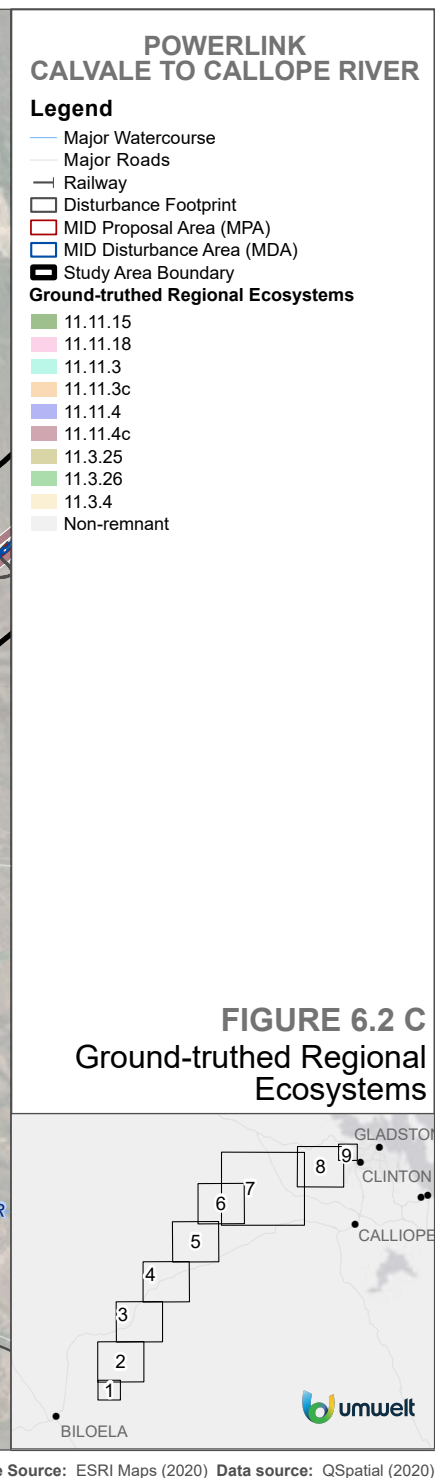 POWERLINK
CALVALE TO CALLOPE RIVER
Legend
Major Watercourse
Major Roads
Railway
Disturbance Footprint
MID Proposal Area (MPA)
MID Disturbance Area (MDA)
Study Area Boundary
Ground-truthed Regional Ecosystems
11.11.15
11.11.18
11.11.3
11.11.3c
11.11.4
11.11.4c
11.3.25
11.3.26
11.3.4
Non-remnant
FIGURE 6.2 C
Ground-truthed Regional
Ecosystems
GLADSTON
9
8
CLINTON
7
6
CALLIOPE
5
4
3
2
1
BILOELA
umwelt
Source: ESRI Maps (2020) Data source: QSpatial (2020)